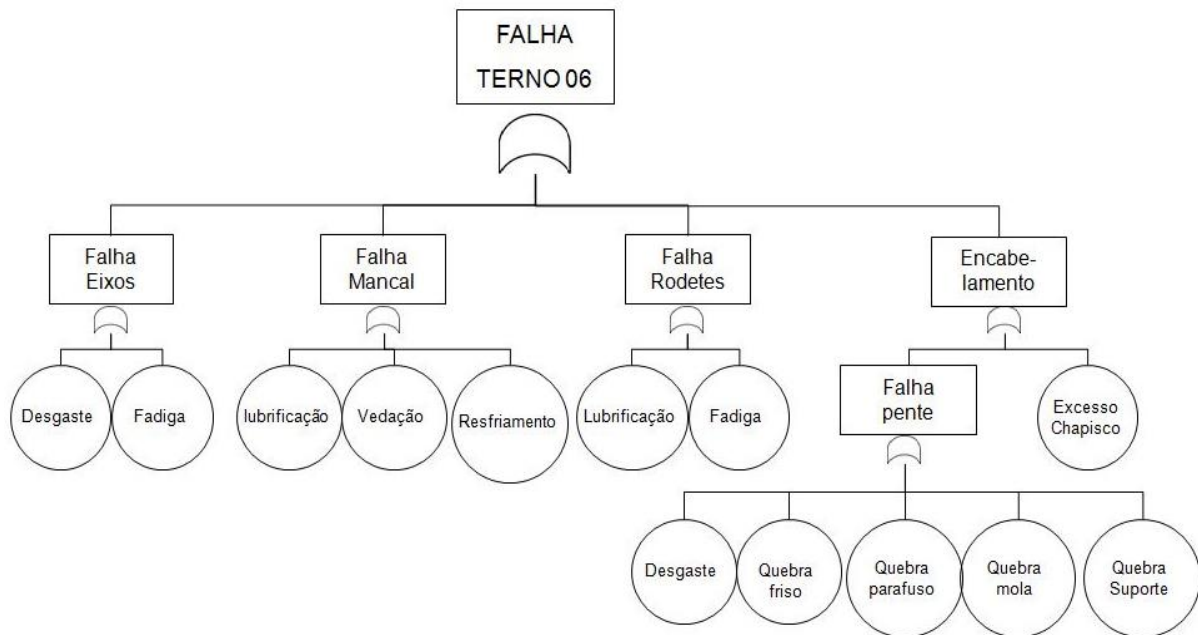 FALHA
TERNO 06
Falha
Eixos
Falha
Mancal
Falha
Rodetes
Encabe-
lamento
Desgaste
Fadiga
lubrificação
Vedação
Resfriamento
Lubrificação
Fadiga
Falha
pente
Excesso
Chapisco
Desgaste
Quebra
friso
Quebra
parafuso
Quebra
mola
Quebra
Suporte